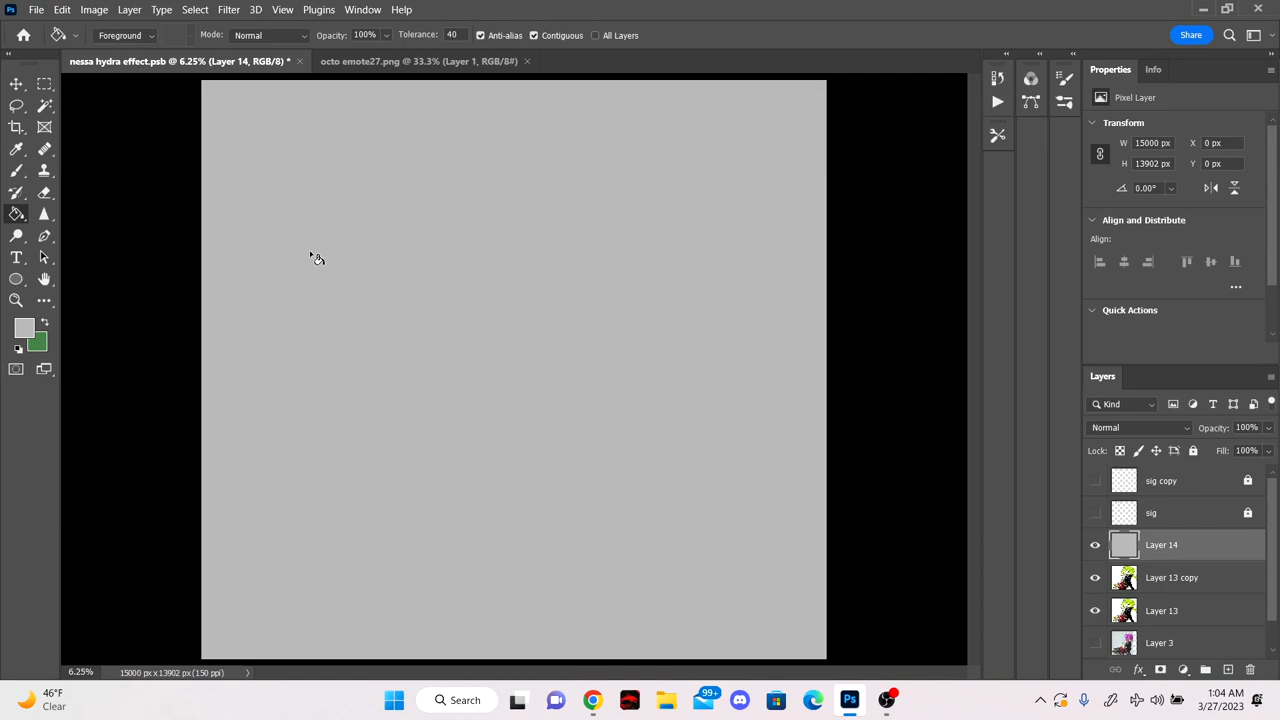 Ps File Edit Image Layer Type Select Filter 3D View Plugins Window Help
Foreground Mode: Normal Opacity: 100% Tolerance: 40 Anti-alias Contiguous All Layers Share
nessa hydra effect.psb @ 6.25% (Layer 14, RGB/8) * × octo emote27.png @ 33.3% (Layer 1, RGB/8#) ×
Properties Info
Pixel Layer
Transform
W 15000 px X 0 px
H 13902 px Y 0 px
0.00°
Align and Distribute
Align:
Quick Actions
Layers
Kind
Normal Opacity: 100%
Lock: Fill: 100%
sig copy
sig
Layer 14
Layer 13 copy
Layer 13
Layer 3
6.25% 15000 px x 13902 px (150 ppi)
46°F
Clear
Search
99+
Ps
1:04 AM
3/27/2023